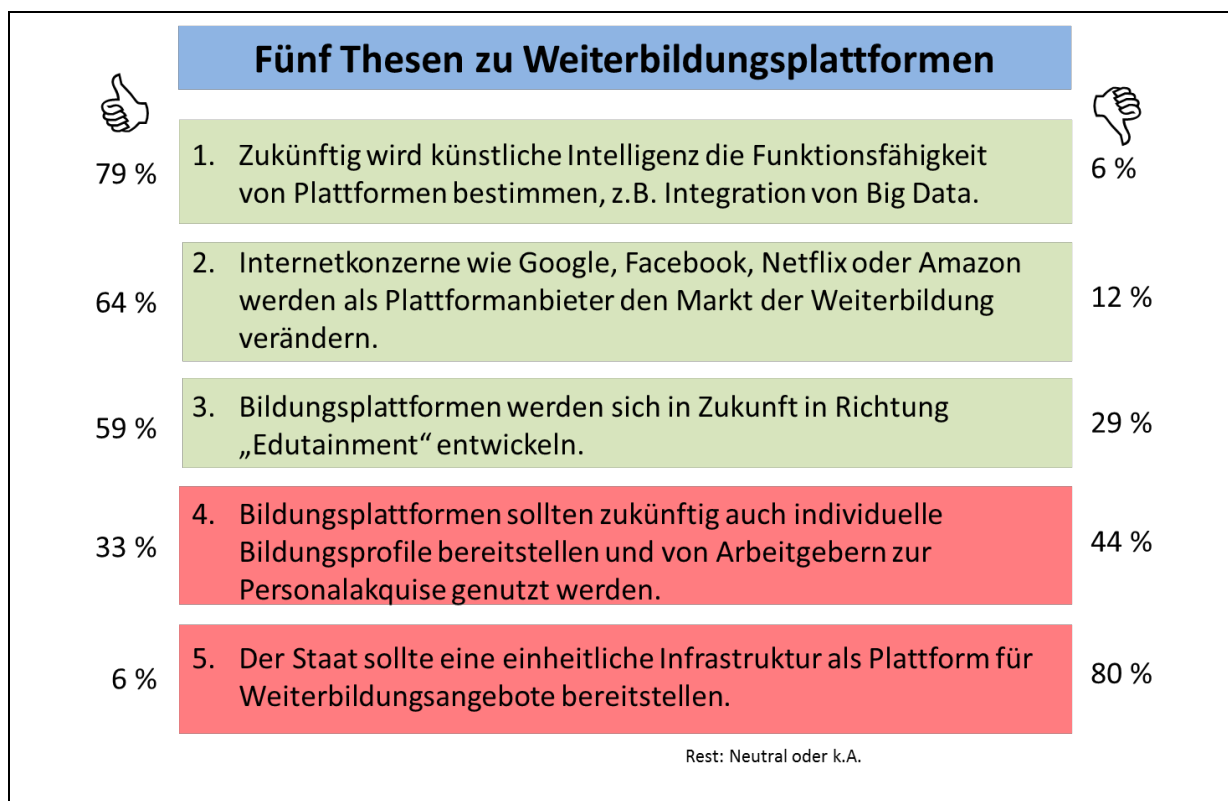 Fünf Thesen zu Weiterbildungsplattformen
79 %
1. Zukünftig wird künstliche Intelligenz die Funktionsfähigkeit
von Plattformen bestimmen, z.B. Integration von Big Data.
6 %
64 %
2. Internetkonzerne wie Google, Facebook, Netflix oder Amazon
werden als Plattformanbieter den Markt der Weiterbildung
verändern.
12 %
59 %
3. Bildungsplattformen werden sich in Zukunft in Richtung
„Edutainment“ entwickeln.
29 %
33 %
4. Bildungsplattformen sollten zukünftig auch individuelle
Bildungsprofile bereitstellen und von Arbeitgebern zur
Personalakquise genutzt werden.
44 %
6 %
5. Der Staat sollte eine einheitliche Infrastruktur als Plattform für
Weiterbildungsangebote bereitstellen.
80 %
Rest: Neutral oder k.A.